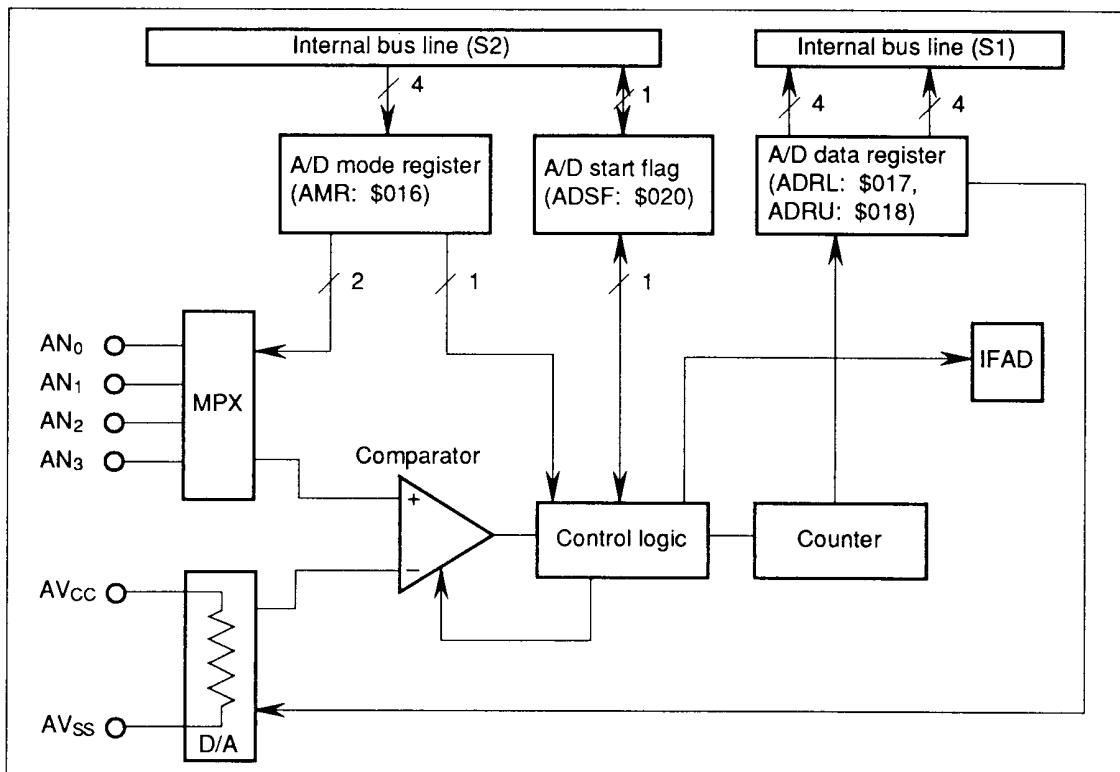 Internal bus line (S2)
Internal bus line (S1)
4
1
4
4
A/D mode register
(AMR: $016)
A/D start flag
(ADSF: $020)
A/D data register
(ADRL: $017,
ADRU: $018)
2
1
1
AN0
AN1
AN2
AN3
MPX
IFAD
Comparator
+
−
Control logic
Counter
AVCC
AVSS
D/A